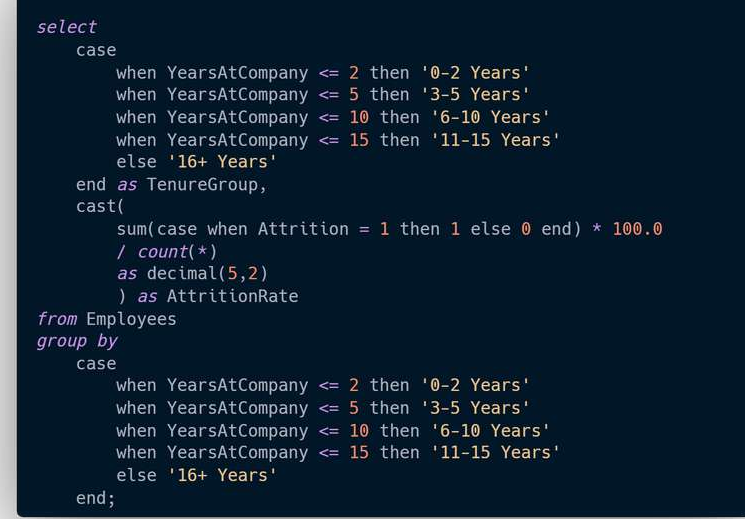 select
    case
        when YearsAtCompany <= 2 then '0-2 Years'
        when YearsAtCompany <= 5 then '3-5 Years'
        when YearsAtCompany <= 10 then '6-10 Years'
        when YearsAtCompany <= 15 then '11-15 Years'
        else '16+ Years'
    end as TenureGroup,
    cast(
        sum(case when Attrition = 1 then 1 else 0 end) * 100.0
        / count(*)
        as decimal(5,2)
        ) as AttritionRate
from Employees
group by
    case
        when YearsAtCompany <= 2 then '0-2 Years'
        when YearsAtCompany <= 5 then '3-5 Years'
        when YearsAtCompany <= 10 then '6-10 Years'
        when YearsAtCompany <= 15 then '11-15 Years'
        else '16+ Years'
    end;